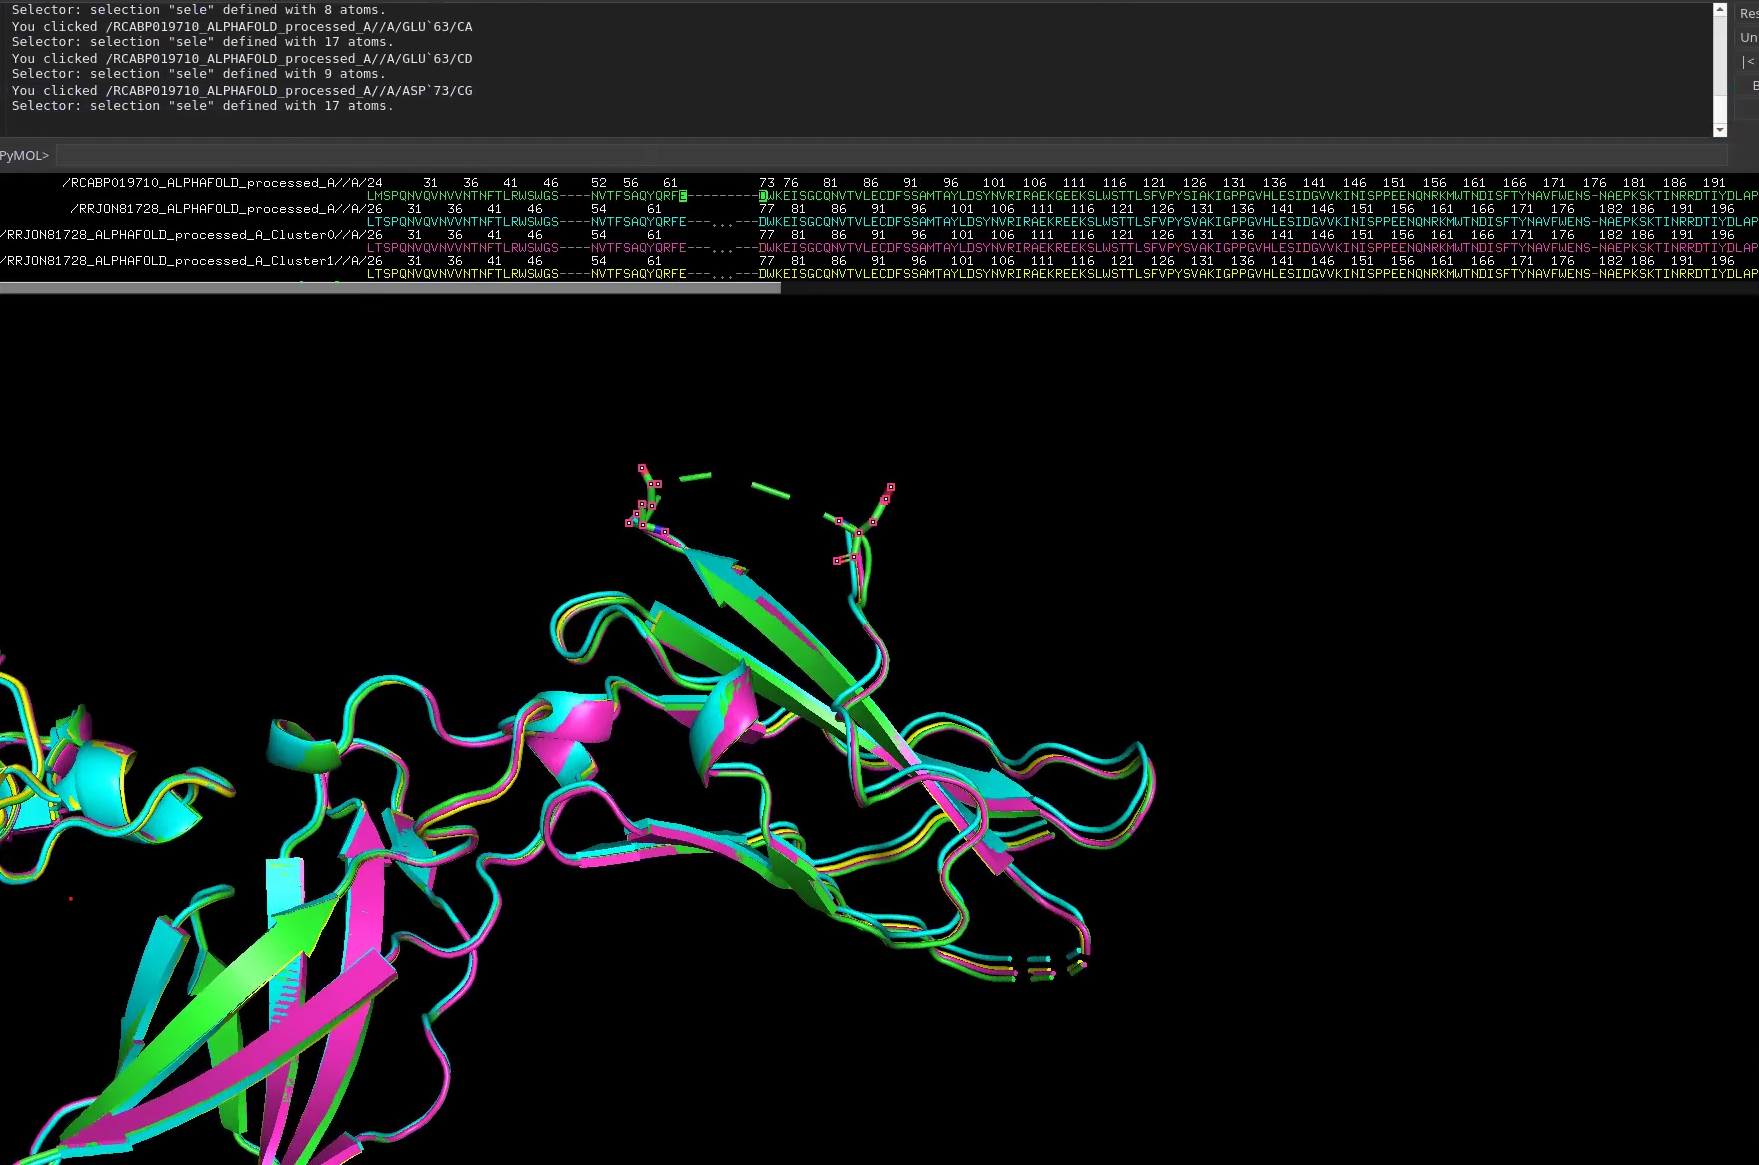 Selector: selection "sele" defined with 8 atoms.
You clicked /RCABP019710_ALPHAFOLD_processed_A//A/GLU`63/CA
Selector: selection "sele" defined with 17 atoms.
You clicked /RCABP019710_ALPHAFOLD_processed_A//A/GLU`63/CD
Selector: selection "sele" defined with 9 atoms.
You clicked /RCABP019710_ALPHAFOLD_processed_A//A/ASP`73/CG
Selector: selection "sele" defined with 17 atoms.
Res
Un
|<
B
PyMOL>
/RCABP019710_ALPHAFOLD_processed_A//A/24 31 36 41 46 52 56 61 73 76 81 86 91 96 101 106 111 116 121 126 131 136 141 146 151 156 161 166 171 176 181 186 191
LMSPQNVQVNVVNTNFTLRWSWGS----NVTFSAQYQRFE---------DWKEISGCQNVTVLECDFSSAMTAYLDSYNVRIRAEKGEEKSLWSTTLSFVPYSVAKIGPPGVHLESIDGVVKINISPPEENQNRKMWTNDISFTYNAVFWENS-NAEPKSKTINRRDTIYDLAP
/RRJON81728_ALPHAFOLD_processed_A//A/26 31 36 41 46 54 61 77 81 86 91 96 101 106 111 116 121 126 131 136 141 146 151 156 161 166 171 176 182 186 191 196
LTSPQNVQVNVVNTNFTLRWSWGS----NVTFSAQYQRFE---...---DWKEISGCQNVTVLECDFSSAMTAYLDSYNVRIRAEKREEKSLWSTTLSFVPYSVAKIGPPGVHLESIDGVVKINISPPEENQNRKMWTNDISFTYNAVFWENS-NAEPKSKTINRRDTIYDLAP
/RRJON81728_ALPHAFOLD_processed_A_Cluster0//A/26 31 36 41 46 54 61 77 81 86 91 96 101 106 111 116 121 126 131 136 141 146 151 156 161 166 171 176 182 186 191 196
LTSPQNVQVNVVNTNFTLRWSWGS----NVTFSAQYQRFE---...---DWKEISGCQNVTVLECDFSSAMTAYLDSYNVRIRAEKREEKSLWSTTLSFVPYSVAKIGPPGVHLESIDGVVKINISPPEENQNRKMWTNDISFTYNAVFWENS-NAEPKSKTINRRDTIYDLAP
/RRJON81728_ALPHAFOLD_processed_A_Cluster1//A/26 31 36 41 46 54 61 77 81 86 91 96 101 106 111 116 121 126 131 136 141 146 151 156 161 166 171 176 182 186 191 196
LTSPQNVQVNVVNTNFTLRWSWGS----NVTFSAQYQRFE---...---DWKEISGCQNVTVLECDFSSAMTAYLDSYNVRIRAEKREEKSLWSTTLSFVPYSVAKIGPPGVHLESIDGVVKINISPPEENQNRKMWTNDISFTYNAVFWENS-NAEPKSKTINRRDTIYDLAP